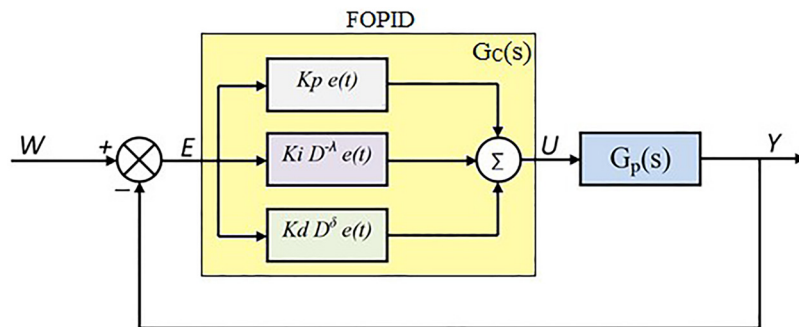 FOPID
Gc(s)
Kp e(t)
W
+
−
E
Ki D^-λ e(t)
Σ
U
Gp(s)
Y
Kd D^δ e(t)